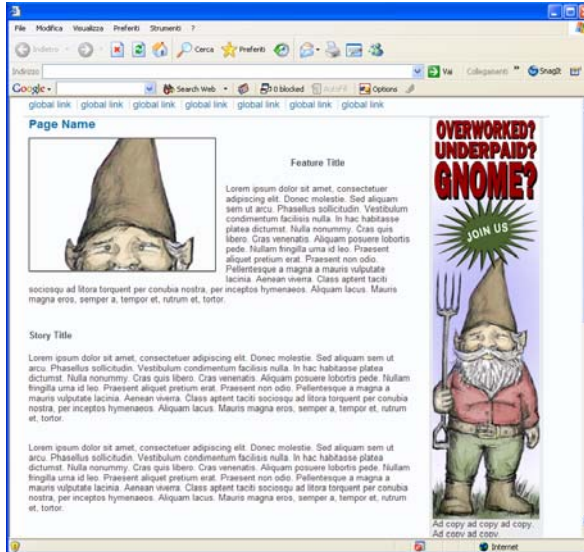 File Modifica Visualizza Preferiti Strumenti ?
Indietro Cerca Preferiti
Indirizzo Vai Collegamenti » SnagIt
Google Search Web 0 blocked AutoFill Options
global link | global link | global link | global link | global link | global link | global link
Page Name
Feature Title
Lorem ipsum dolor sit amet, consectetuer
adipiscing elit. Donec molestie. Sed aliquam
sem ut arcu. Phasellus sollicitudin. Vestibulum
condimentum facilisis nulla. In hac habitasse
platea dictumst. Nulla nonummy. Cras quis
libero. Cras venenatis. Aliquam posuere lobortis
pede. Nullam fringilla urna id leo. Praesent
aliquet pretium erat. Praesent non odio.
Pellentesque a magna a mauris vulputate
lacinia. Aenean viverra. Class aptent taciti
sociosqu ad litora torquent per conubia nostra, per inceptos hymenaeos. Aliquam lacus. Mauris
magna eros, semper a, tempor et, rutrum et, tortor.
Story Title
Lorem ipsum dolor sit amet, consectetuer adipiscing elit. Donec molestie. Sed aliquam sem ut
arcu. Phasellus sollicitudin. Vestibulum condimentum facilisis nulla. In hac habitasse platea
dictumst. Nulla nonummy. Cras quis libero. Cras venenatis. Aliquam posuere lobortis pede. Nullam
fringilla urna id leo. Praesent aliquet pretium erat. Praesent non odio. Pellentesque a magna a
mauris vulputate lacinia. Aenean viverra. Class aptent taciti sociosqu ad litora torquent per conubia
nostra, per inceptos hymenaeos. Aliquam lacus. Mauris magna eros, semper a, tempor et, rutrum
et, tortor.
Lorem ipsum dolor sit amet, consectetuer adipiscing elit. Donec molestie. Sed aliquam sem ut
arcu. Phasellus sollicitudin. Vestibulum condimentum facilisis nulla. In hac habitasse platea
dictumst. Nulla nonummy. Cras quis libero. Cras venenatis. Aliquam posuere lobortis pede. Nullam
fringilla urna id leo. Praesent aliquet pretium erat. Praesent non odio. Pellentesque a magna a
mauris vulputate lacinia. Aenean viverra. Class aptent taciti sociosqu ad litora torquent per conubia
nostra, per inceptos hymenaeos. Aliquam lacus. Mauris magna eros, semper a, tempor et, rutrum
et, tortor.
OVERWORKED?
UNDERPAID?
GNOME?
JOIN US
Ad copy ad copy ad copy.
Ad copy ad copy
Internet